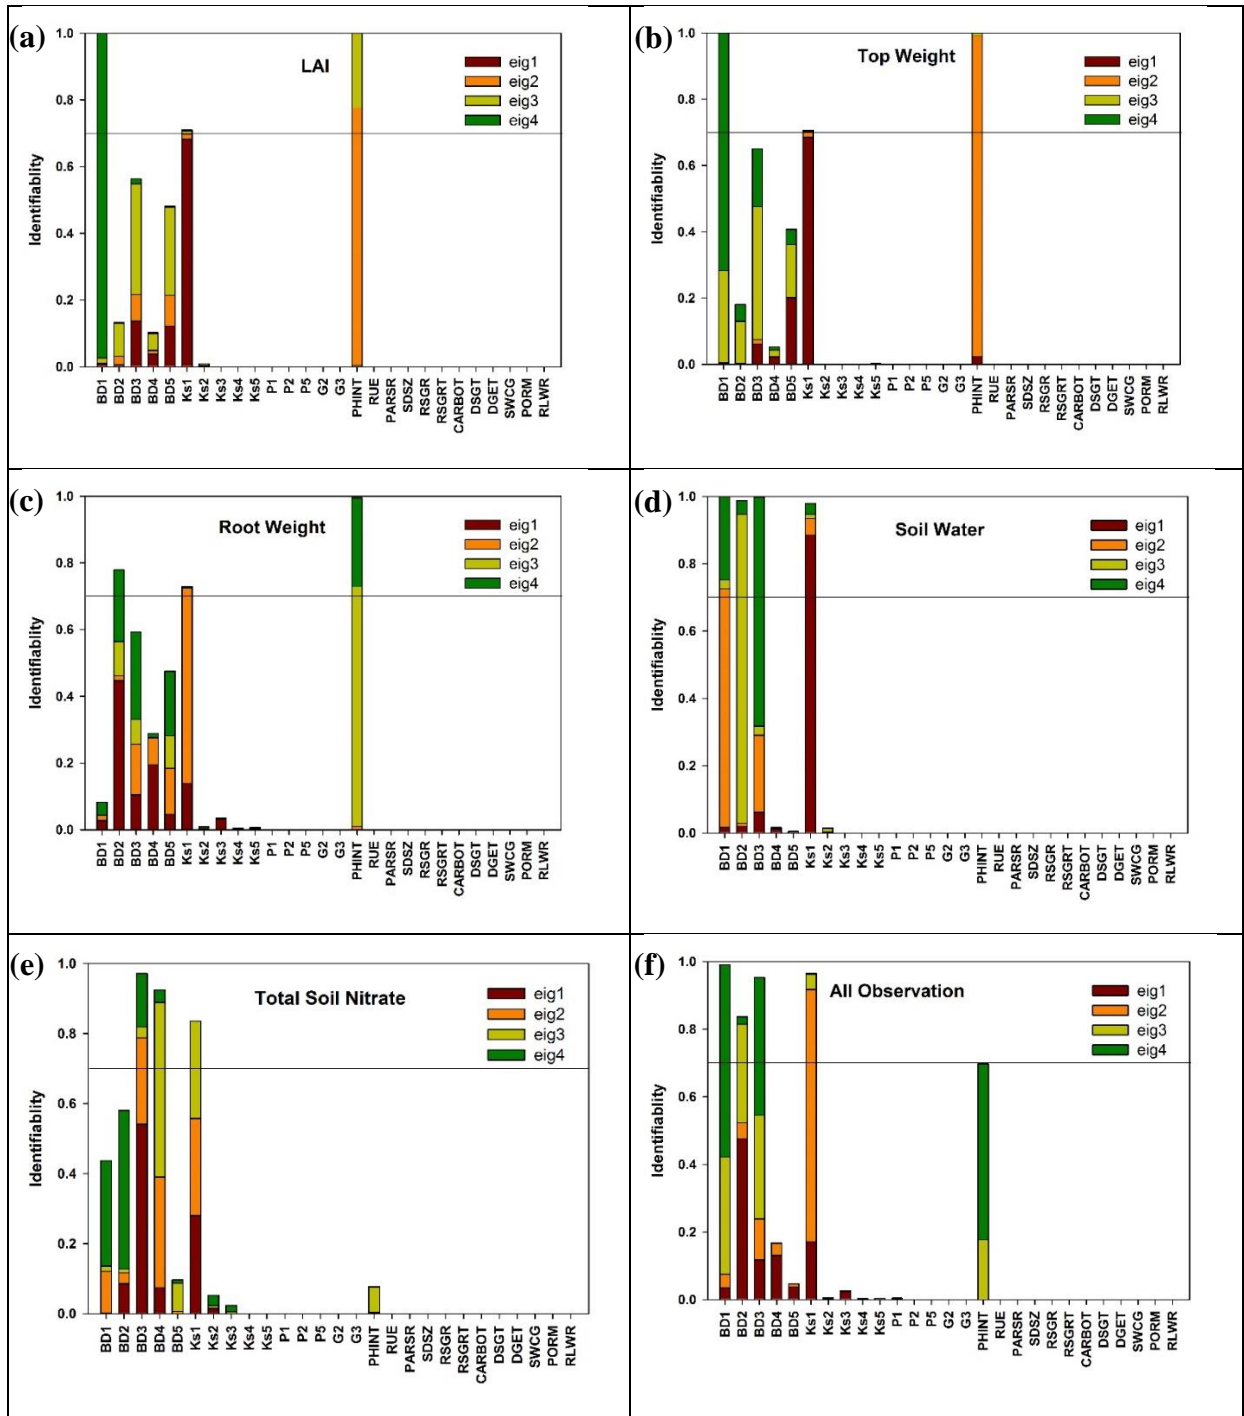 (a)
LAI
eig1
eig2
eig3
eig4
Identifiablity
1.0
0.8
0.6
0.4
0.2
0.0
BD1 BD2 BD3 BD4 BD5 Ks1 Ks2 Ks3 Ks4 Ks5 P1 P2 P5 G2 G3 PHINT RUE PARSR SDSZ RSGR RSGRT CARBOT DSGT DGET SWCG PORM RLWR
(b)
Top Weight
eig1
eig2
eig3
eig4
Identifiablity
1.0
0.8
0.6
0.4
0.2
0.0
BD1 BD2 BD3 BD4 BD5 Ks1 Ks2 Ks3 Ks4 Ks5 P1 P2 P5 G2 G3 PHINT RUE PARSR SDSZ RSGR RSGRT CARBOT DSGT DGET SWCG PORM RLWR
(c)
Root Weight
eig1
eig2
eig3
eig4
Identifiablity
1.0
0.8
0.6
0.4
0.2
0.0
BD1 BD2 BD3 BD4 BD5 Ks1 Ks2 Ks3 Ks4 Ks5 P1 P2 P5 G2 G3 PHINT RUE PARSR SDSZ RSGR RSGRT CARBOT DSGT DGET SWCG PORM RLWR
(d)
Soil Water
eig1
eig2
eig3
eig4
Identifiablity
1.0
0.8
0.6
0.4
0.2
0.0
BD1 BD2 BD3 BD4 BD5 Ks1 Ks2 Ks3 Ks4 Ks5 P1 P2 P5 G2 G3 PHINT RUE PARSR SDSZ RSGR RSGRT CARBOT DSGT DGET SWCG PORM RLWR
(e)
Total Soil Nitrate
eig1
eig2
eig3
eig4
Identifiablity
1.0
0.8
0.6
0.4
0.2
0.0
BD1 BD2 BD3 BD4 BD5 Ks1 Ks2 Ks3 Ks4 Ks5 P1 P2 P5 G2 G3 PHINT RUE PARSR SDSZ RSGR RSGRT CARBOT DSGT DGET SWCG PORM RLWR
(f)
All Observation
eig1
eig2
eig3
eig4
Identifiablity
1.0
0.8
0.6
0.4
0.2
0.0
BD1 BD2 BD3 BD4 BD5 Ks1 Ks2 Ks3 Ks4 Ks5 P1 P2 P5 G2 G3 PHINT RUE PARSR SDSZ RSGR RSGRT CARBOT DSGT DGET SWCG PORM RLWR